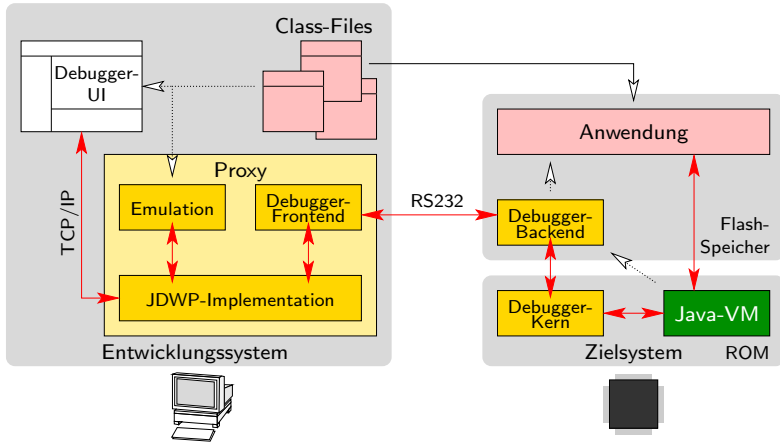 Class-Files
Debugger-
UI
Anwendung
Proxy
TCP/IP
Emulation
Debugger-
Frontend
RS232
Debugger-
Backend
Flash-
Speicher
JDWP-Implementation
Debugger-
Kern
Java-VM
Entwicklungssystem
Zielsystem
ROM